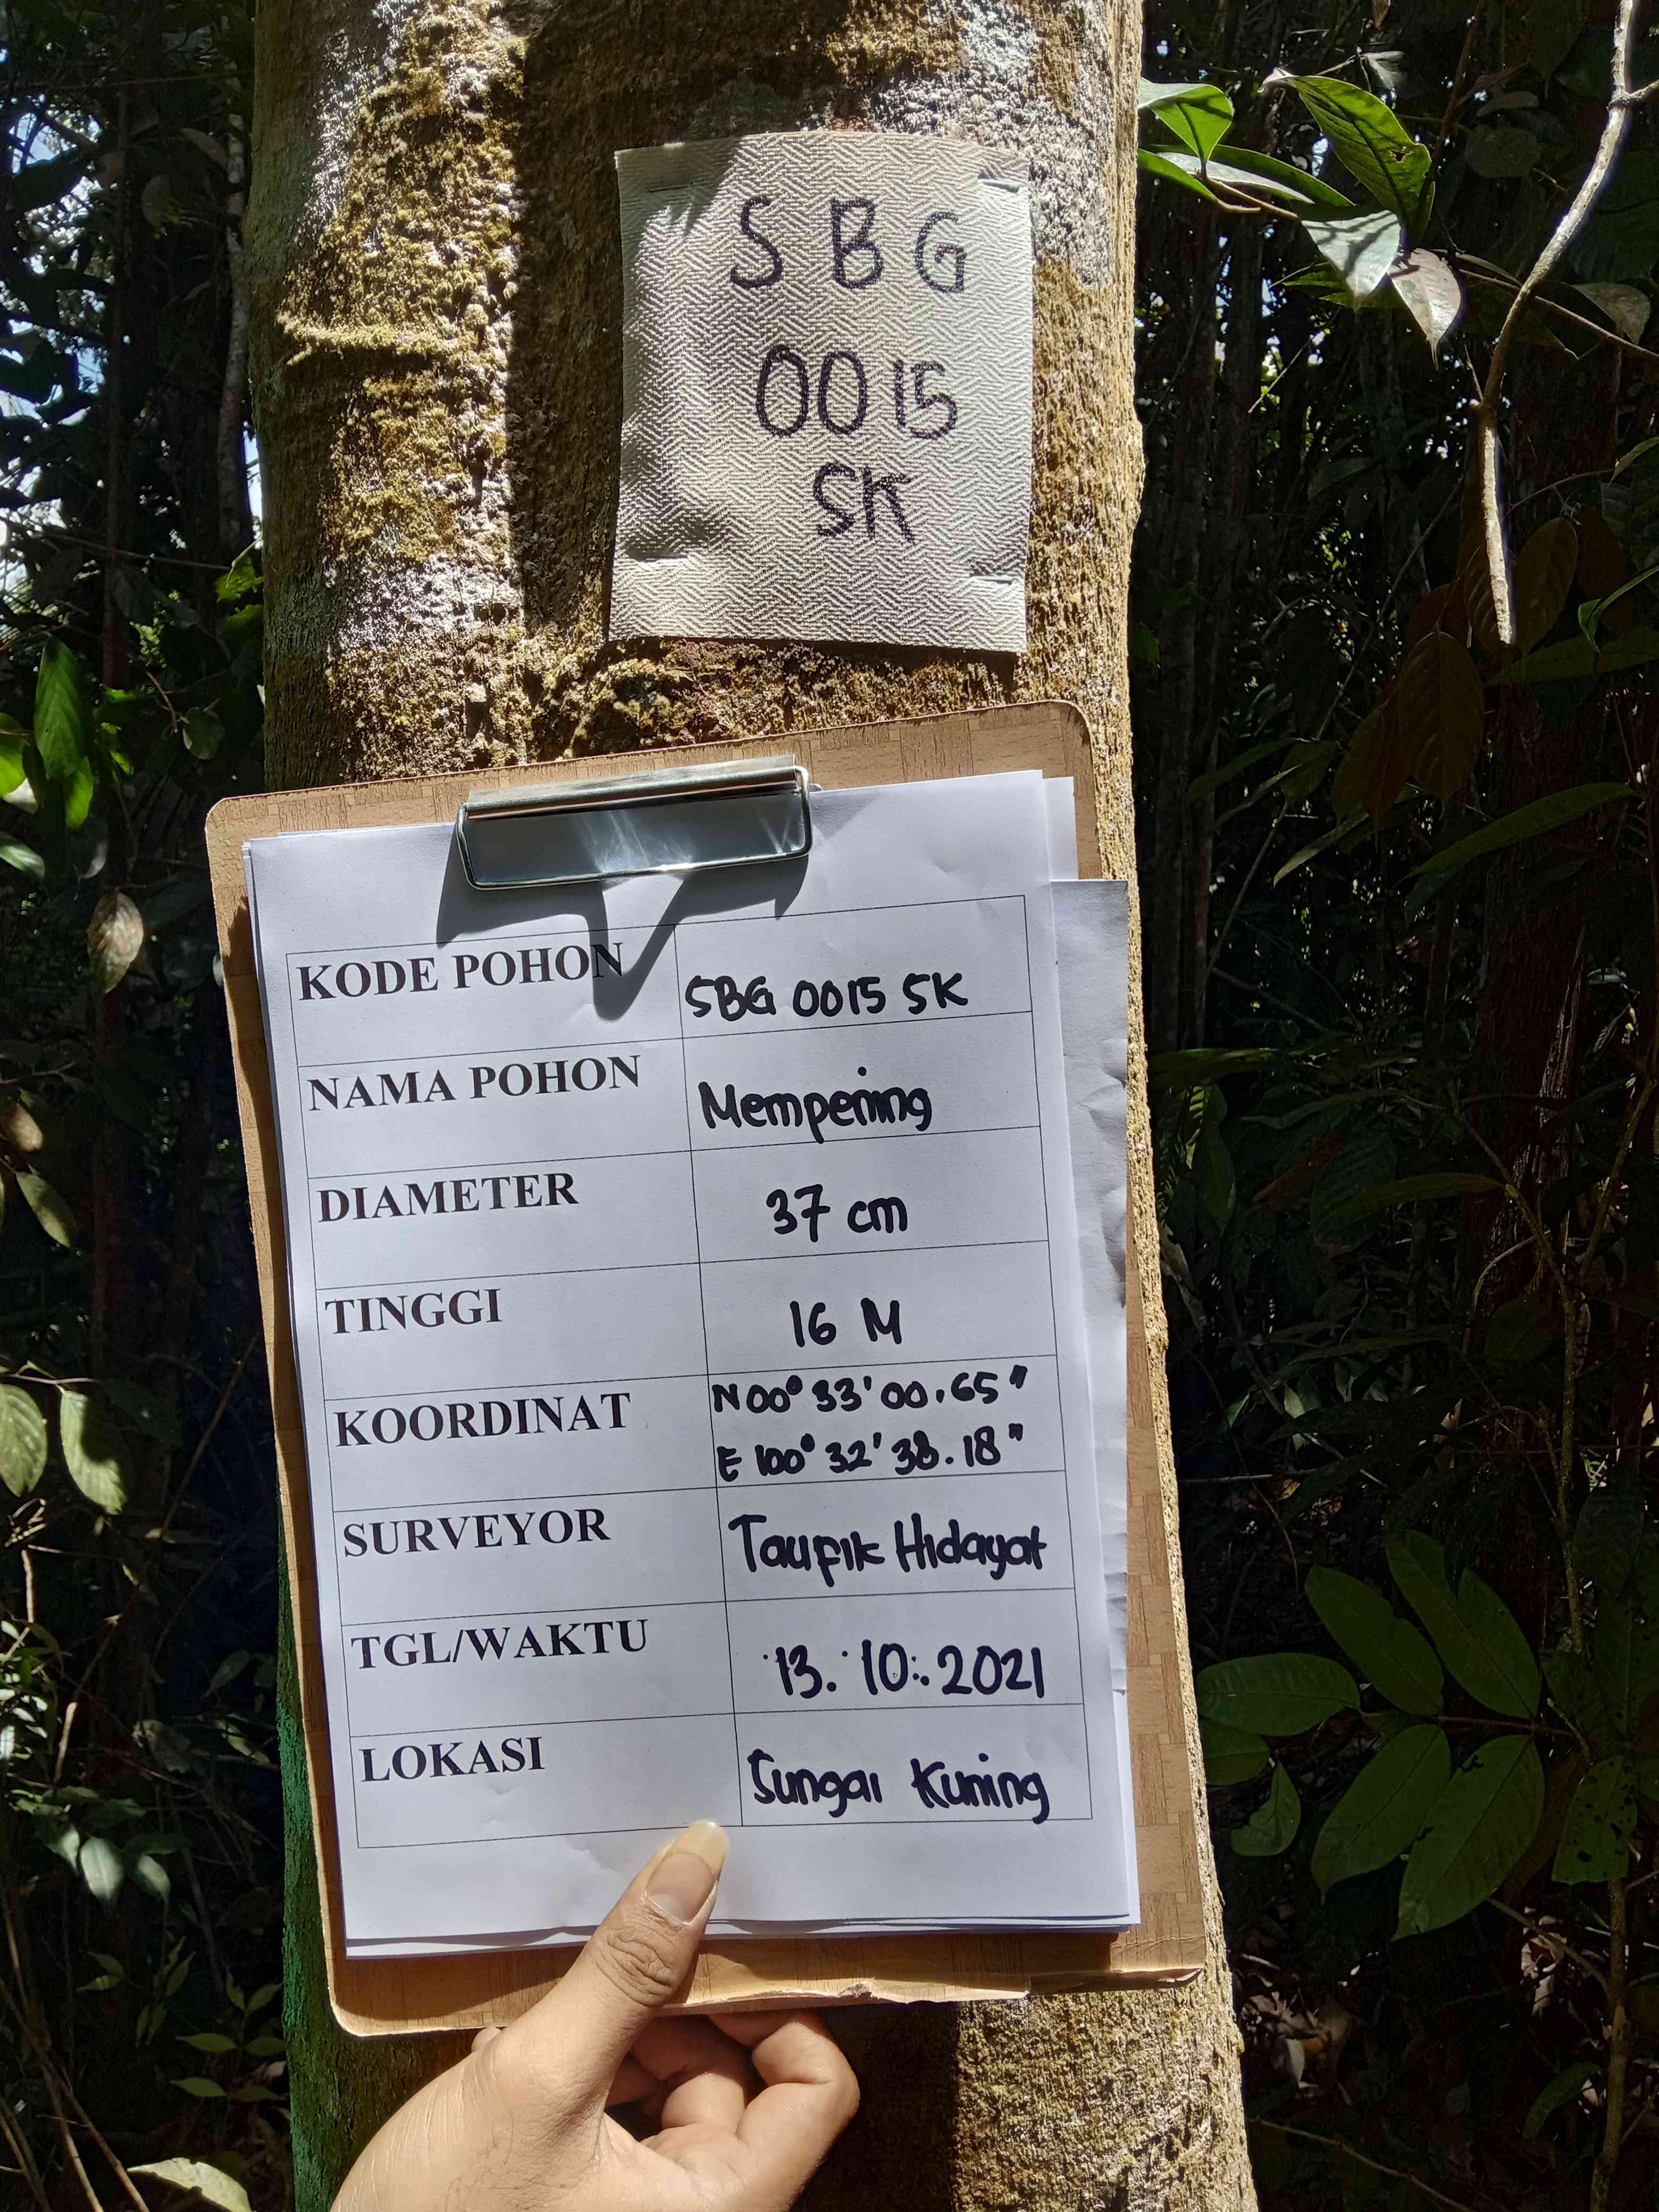 SBG
0015
SK
KODE POHON
SBG 0015 SK
NAMA POHON
Mempening
DIAMETER
37 cm
TINGGI
16 M
KOORDINAT
N 00° 33' 00.65"
E 100° 32' 38.18"
SURVEYOR
Taufik Hidayat
TGL/WAKTU
13. 10. 2021
LOKASI
Sungai Kuning